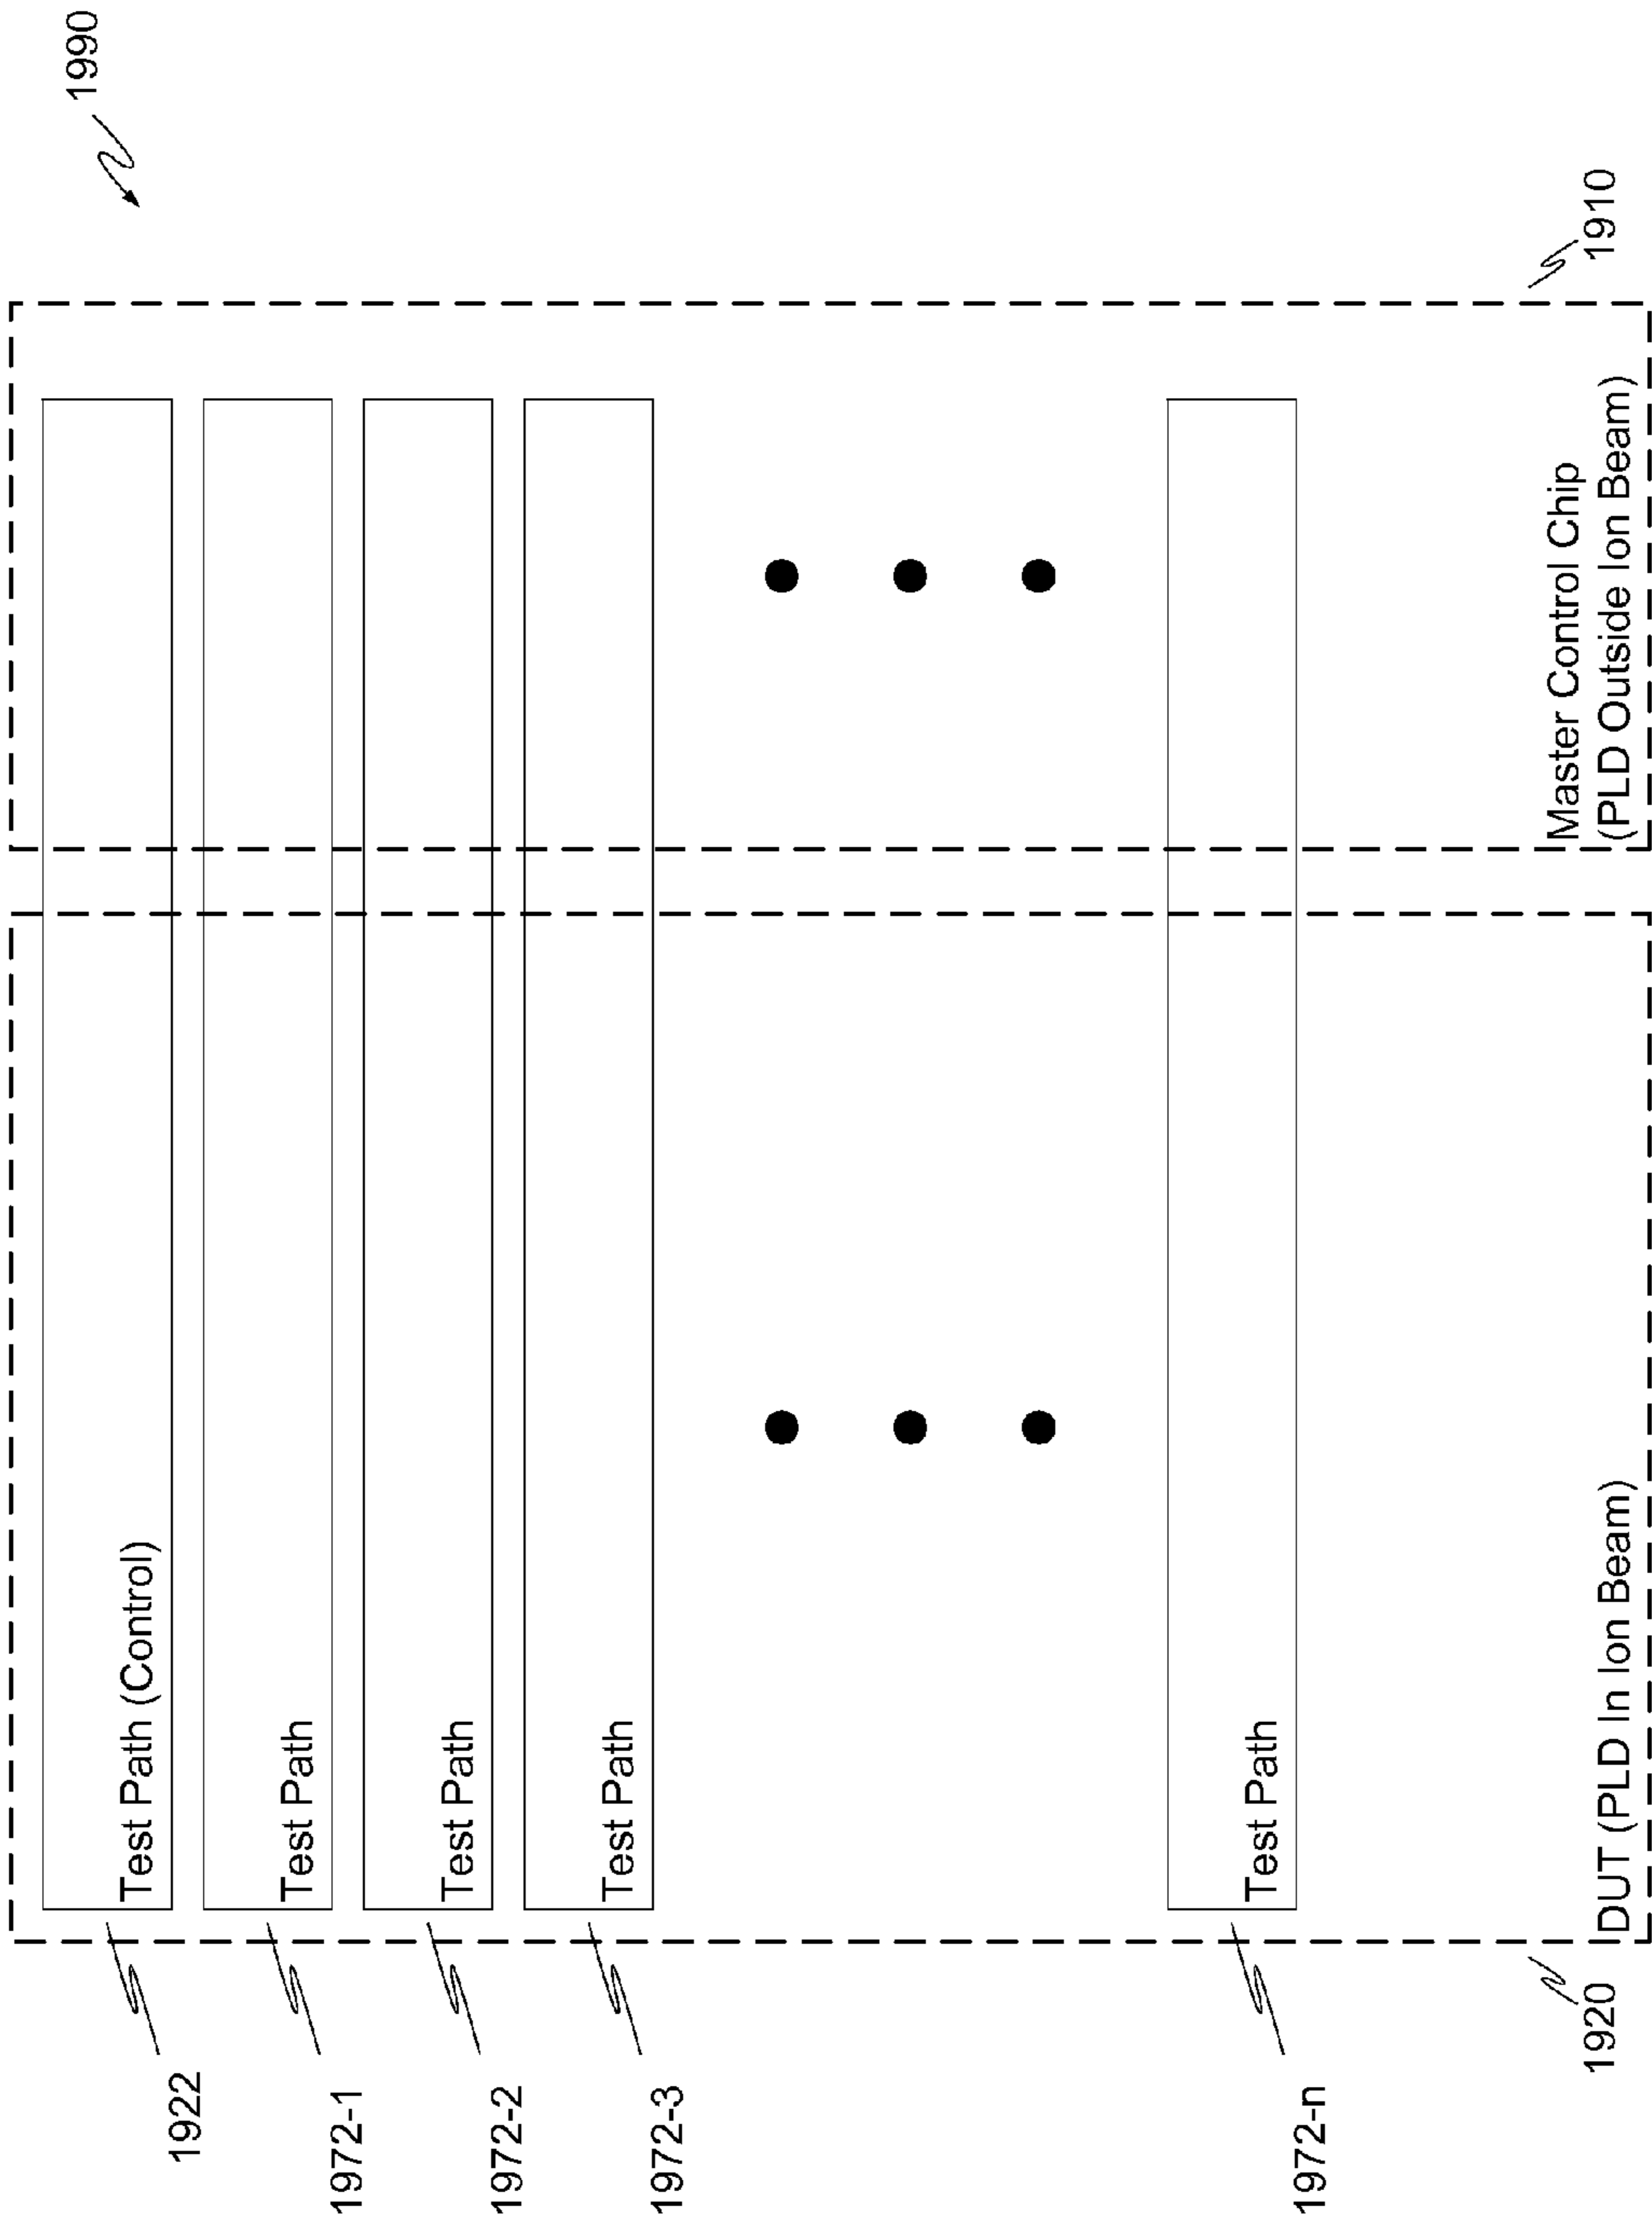 1990
1922
Test Path (Control)
1972-1
Test Path
1972-2
Test Path
1972-3
Test Path
1972-n
Test Path
Master Control Chip
(PLD Outside Ion Beam)
1910
DUT (PLD In Ion Beam)
1920